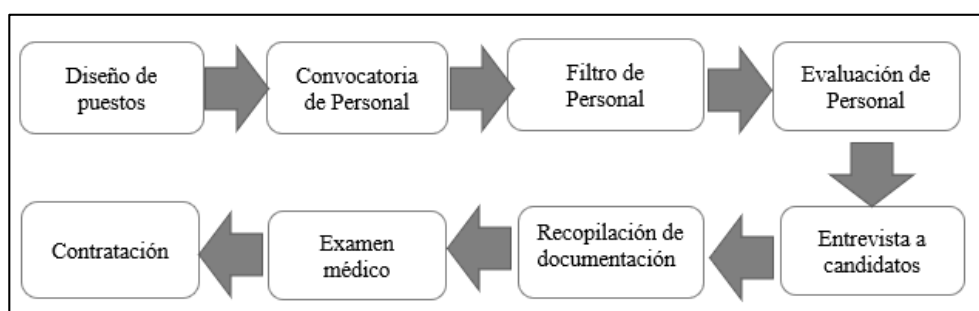 Diseño de
puestos
Convocatoria
de Personal
Filtro de
Personal
Evaluación de
Personal
Entrevista a
candidatos
Recopilación de
documentación
Examen
médico
Contratación